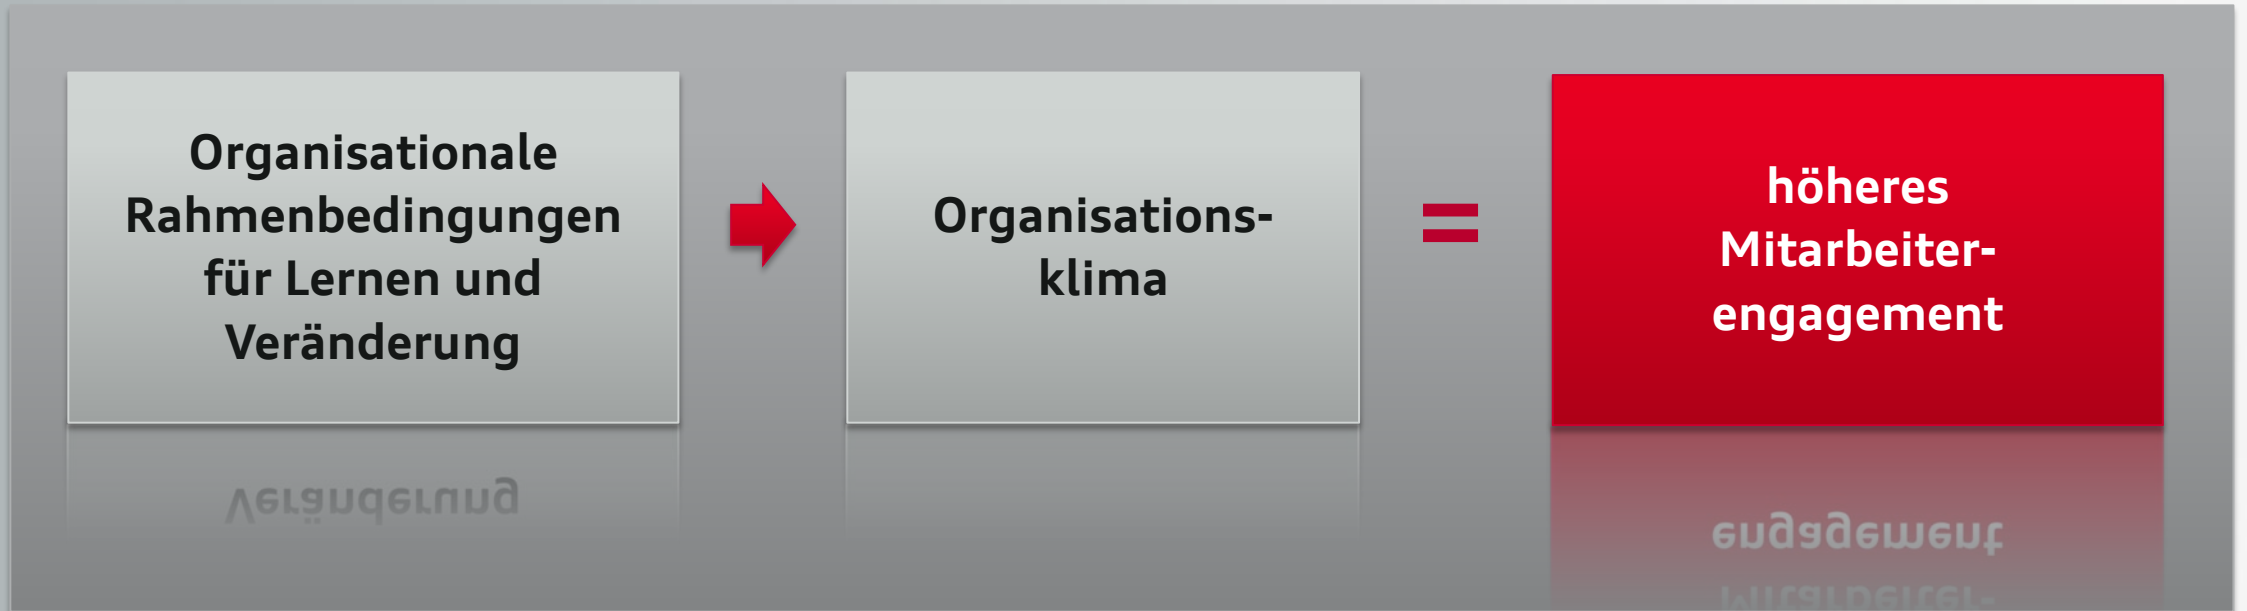 Organisationale
Rahmenbedingungen
für Lernen und
Veränderung
Organisations-
klima
=
höheres
Mitarbeiter-
engagement